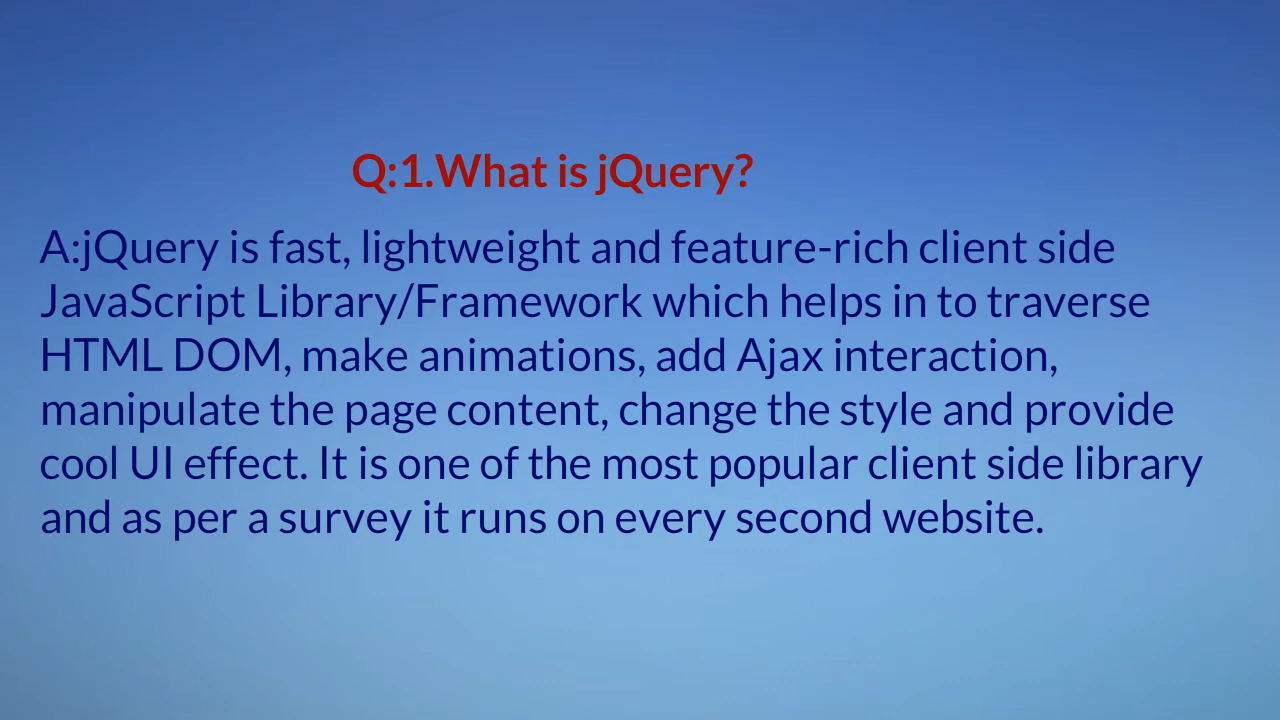 Q:1.What is jQuery?
A:jQuery is fast, lightweight and feature-rich client side
JavaScript Library/Framework which helps in to traverse
HTML DOM, make animations, add Ajax interaction,
manipulate the page content, change the style and provide
cool UI effect. It is one of the most popular client side library
and as per a survey it runs on every second website.